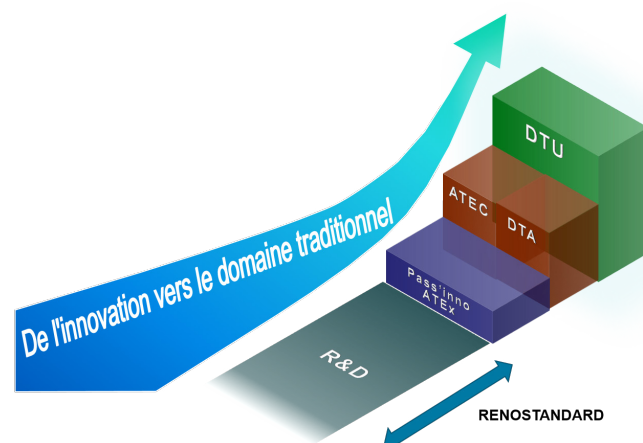 De l'innovation vers le domaine traditionnel
DTU
ATEC
DTA
Pass'inno
ATEx
R&D
RENOSTANDARD